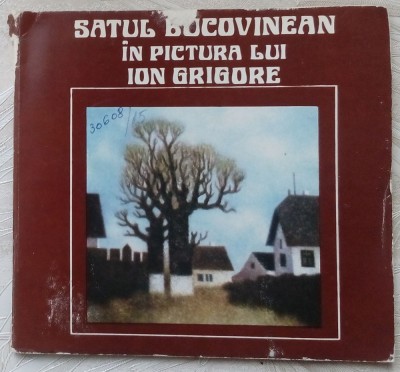 SATUL BUCOVINEAN
ÎN PICTURA LUI
ION GRIGORE
30608/15